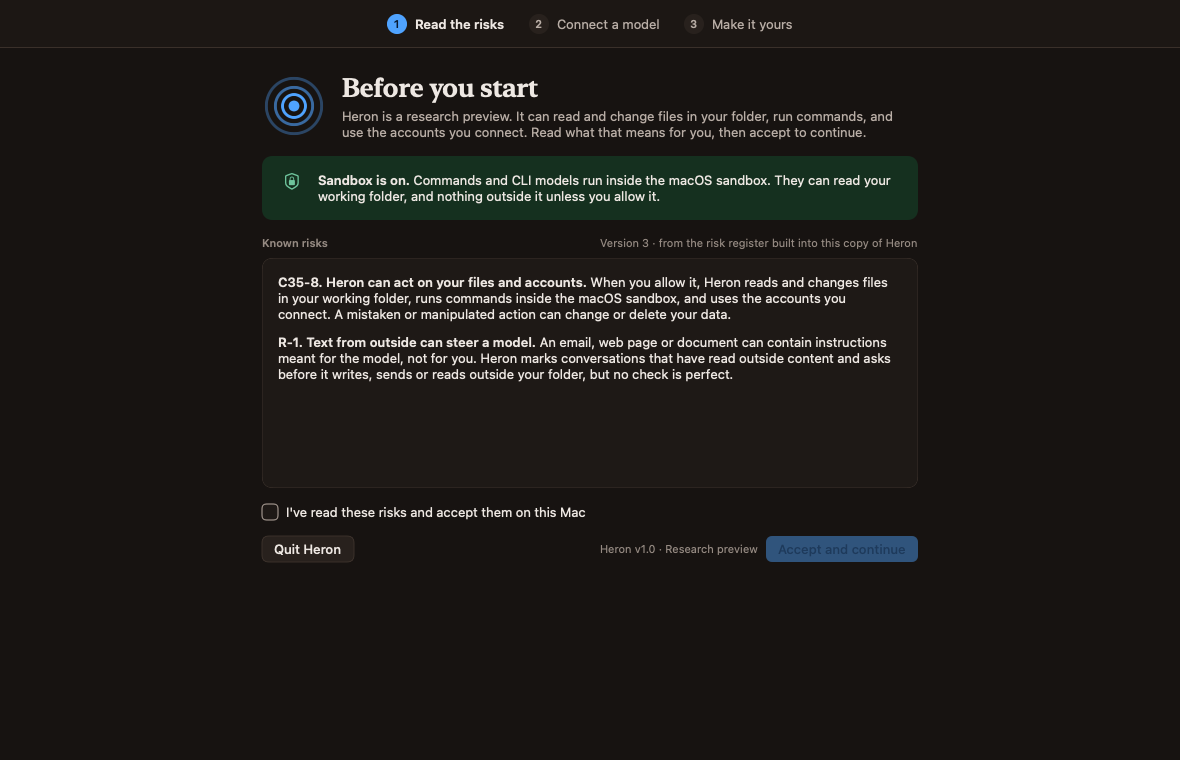 1 Read the risks 2 Connect a model 3 Make it yours
Before you start
Heron is a research preview. It can read and change files in your folder, run commands, and
use the accounts you connect. Read what that means for you, then accept to continue.
Sandbox is on. Commands and CLI models run inside the macOS sandbox. They can read your
working folder, and nothing outside it unless you allow it.
Known risks Version 3 · from the risk register built into this copy of Heron
C35-8. Heron can act on your files and accounts. When you allow it, Heron reads and changes files
in your working folder, runs commands inside the macOS sandbox, and uses the accounts you
connect. A mistaken or manipulated action can change or delete your data.
R-1. Text from outside can steer a model. An email, web page or document can contain instructions
meant for the model, not for you. Heron marks conversations that have read outside content and asks
before it writes, sends or reads outside your folder, but no check is perfect.
I've read these risks and accept them on this Mac
Quit Heron Heron v1.0 · Research preview Accept and continue